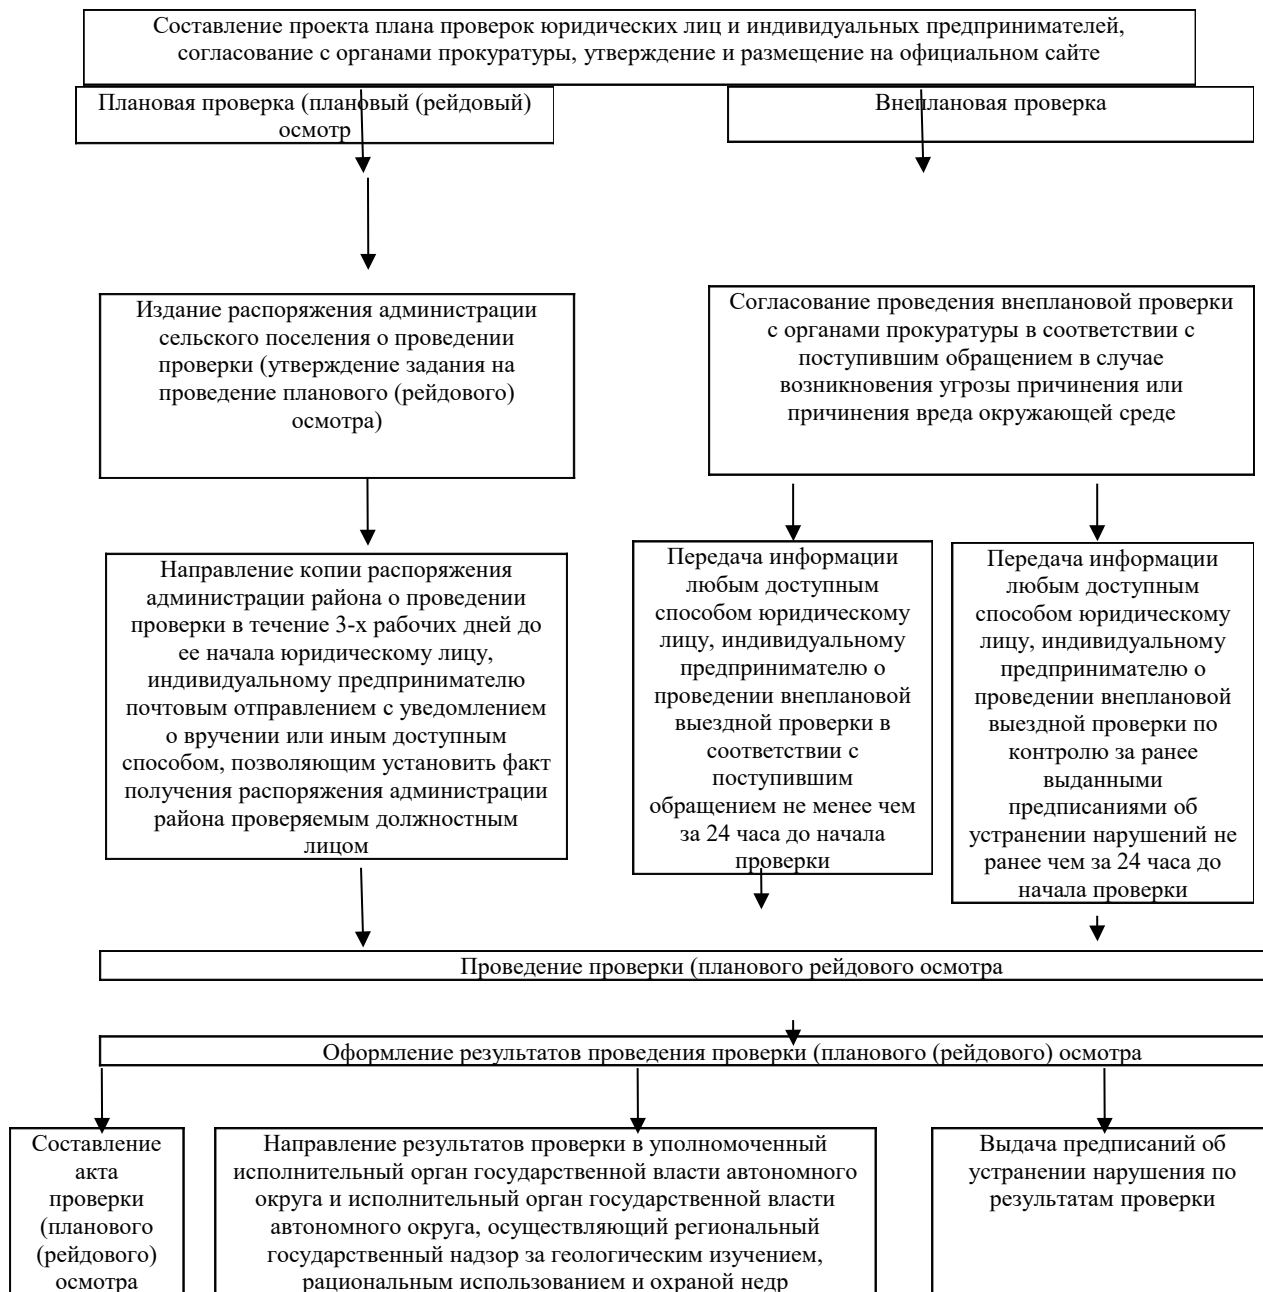 Составление проекта плана проверок юридических лиц и индивидуальных предпринимателей,
согласование с органами прокуратуры, утверждение и размещение на официальном сайте
Плановая проверка (плановый (рейдовый)
осмотр
Внеплановая проверка
Издание распоряжения администрации
сельского поселения о проведении
проверки (утверждение задания на
проведение планового (рейдового)
осмотра)
Согласование проведения внеплановой проверки
с органами прокуратуры в соответствии с
поступившим обращением в случае
возникновения угрозы причинения или
причинения вреда окружающей среде
Направление копии распоряжения
администрации района о проведении
проверки в течение 3-х рабочих дней до
ее начала юридическому лицу,
индивидуальному предпринимателю
почтовым отправлением с уведомлением
о вручении или иным доступным
способом, позволяющим установить факт
получения распоряжения администрации
района проверяемым должностным
лицом
Передача информации
любым доступным
способом юридическому
лицу, индивидуальному
предпринимателю о
проведении внеплановой
выездной проверки в
соответствии с
поступившим
обращением не менее чем
за 24 часа до начала
проверки
Передача информации
любым доступным
способом юридическому
лицу, индивидуальному
предпринимателю о
проведении внеплановой
выездной проверки по
контролю за ранее
выданными
предписаниями об
устранении нарушений не
ранее чем за 24 часа до
начала проверки
Проведение проверки (планового рейдового осмотра
Оформление результатов проведения проверки (планового (рейдового) осмотра
Составление
акта
проверки
(планового
(рейдового)
осмотра
Направление результатов проверки в уполномоченный
исполнительный орган государственной власти автономного
округа и исполнительный орган государственной власти
автономного округа, осуществляющий региональный
государственный надзор за геологическим изучением,
рациональным использованием и охраной недр
Выдача предписаний об
устранении нарушения по
результатам проверки